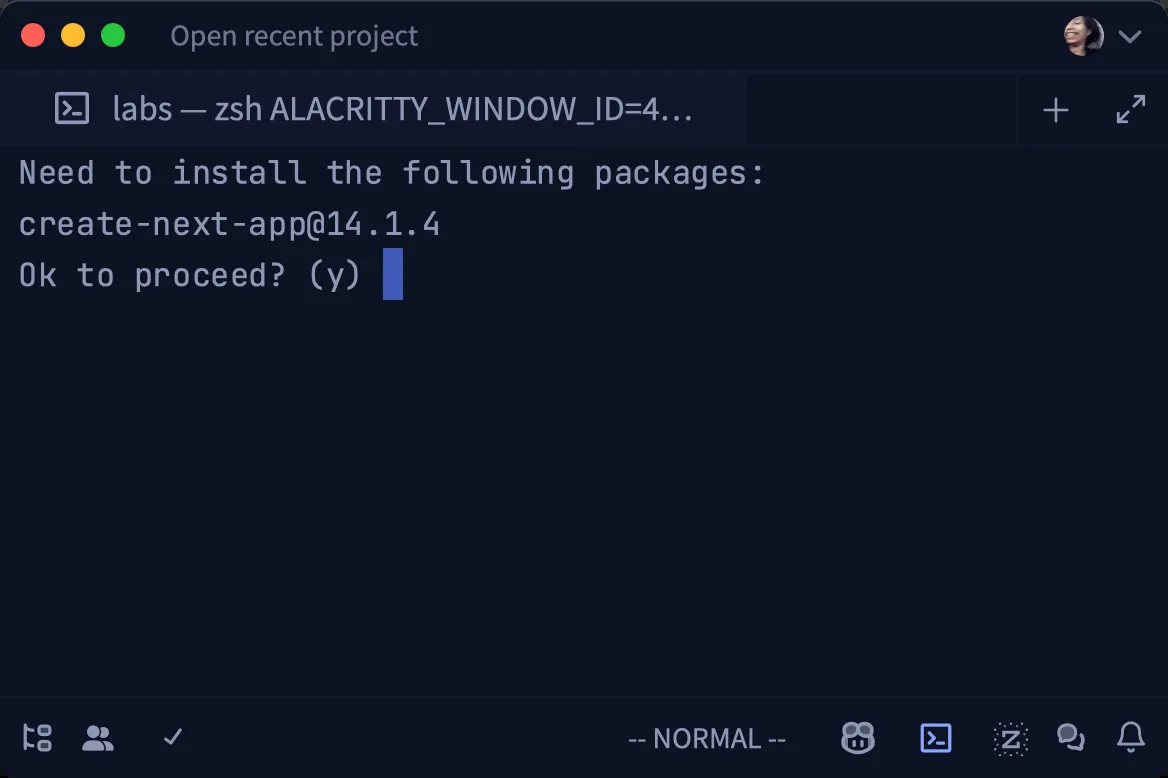 Open recent project
labs — zsh ALACRITTY_WINDOW_ID=4…
Need to install the following packages:
create-next-app@14.1.4
Ok to proceed? (y)
-- NORMAL --